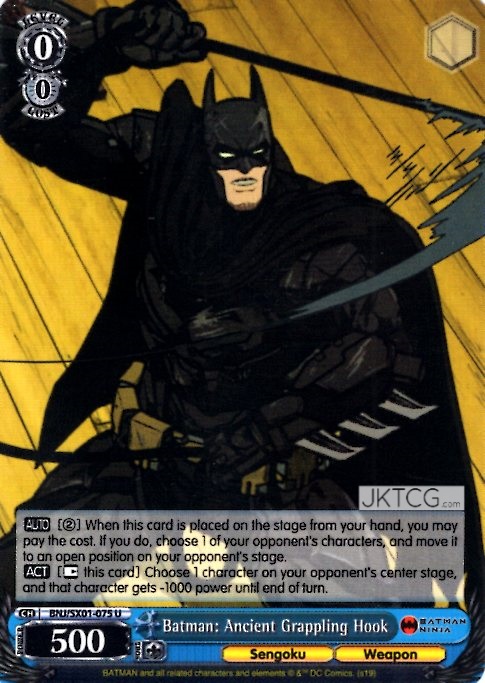 LEVEL
0
0
COST
JKTCG.com
AUTO [②] When this card is placed on the stage from your hand, you may
pay the cost. If you do, choose 1 of your opponent's characters, and move it
to an open position on your opponent's stage.
ACT [ this card] Choose 1 character on your opponent's center stage,
and that character gets -1000 power until end of turn.
CH BNJ/SX01-075 U
POWER 500 SOUL Batman: Ancient Grappling Hook BATMAN NINJA
Sengoku Weapon
BATMAN and all related characters and elements © & ™ DC Comics. (s19)